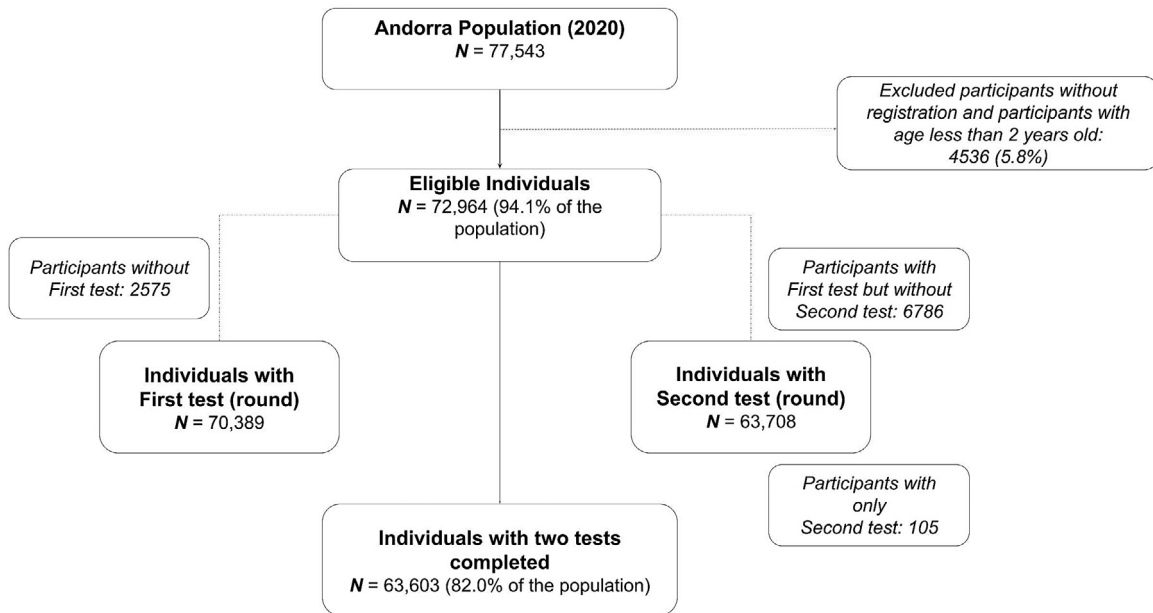 Andorra Population (2020)
N = 77,543
Excluded participants without
registration and participants with
age less than 2 years old:
4536 (5.8%)
Eligible Individuals
N = 72,964 (94.1% of the
population)
Participants without
First test: 2575
Participants with
First test but without
Second test: 6786
Individuals with
First test (round)
N = 70,389
Individuals with
Second test (round)
N = 63,708
Participants with
only
Second test: 105
Individuals with two tests
completed
N = 63,603 (82.0% of the population)